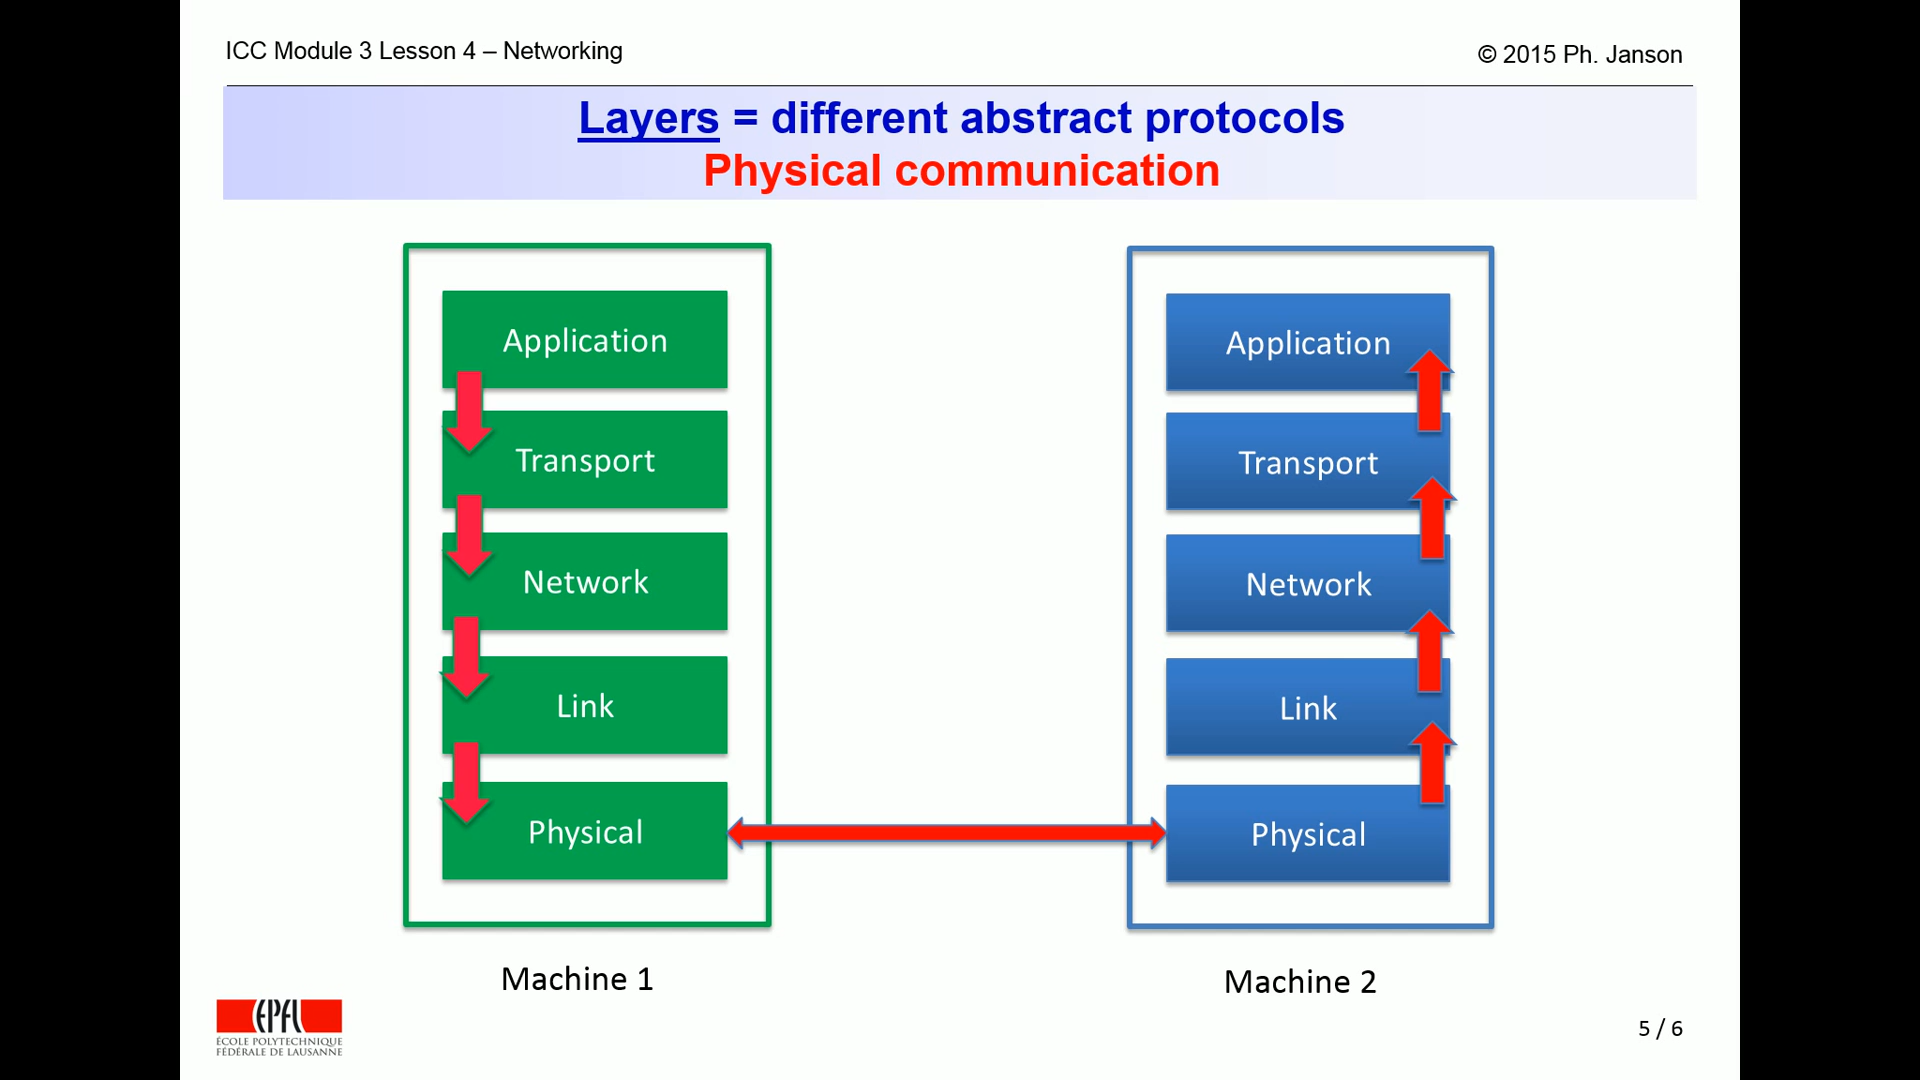 ICC Module 3 Lesson 4 – Networking
© 2015 Ph. Janson
Layers = different abstract protocols
Physical communication
Application
Transport
Network
Link
Physical
Machine 1
Application
Transport
Network
Link
Physical
Machine 2
EPFL
ÉCOLE POLYTECHNIQUE
FÉDÉRALE DE LAUSANNE
5 / 6